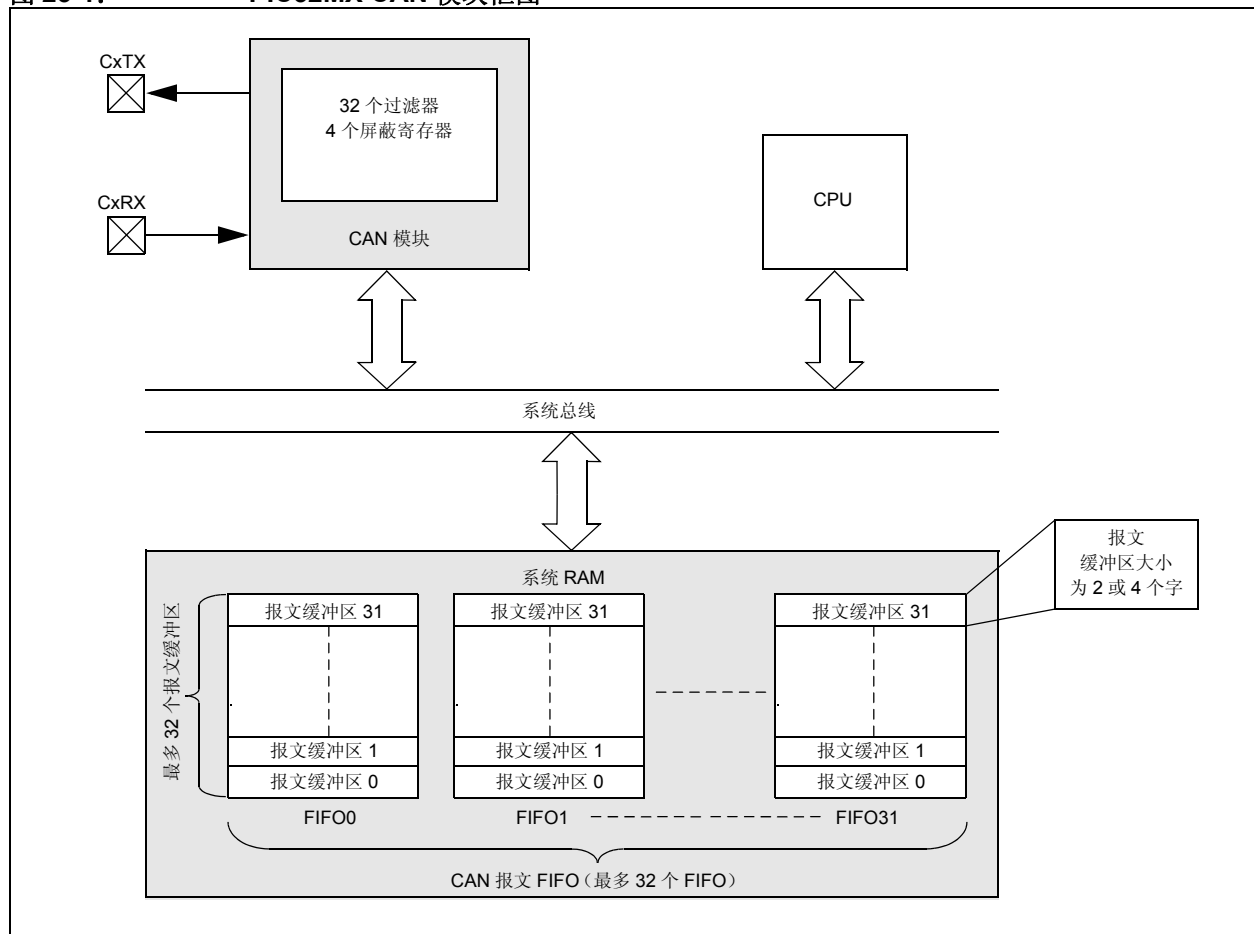 CxTX
32 个过滤器
4 个屏蔽寄存器
CxRX
CAN 模块
CPU
系统总线
系统 RAM
报文
缓冲区大小
为 2 或 4 个字
最多 32 个报文缓冲区
报文缓冲区 31
报文缓冲区 31
报文缓冲区 31
报文缓冲区 1
报文缓冲区 1
报文缓冲区 1
报文缓冲区 0
报文缓冲区 0
报文缓冲区 0
FIFO0
FIFO1
FIFO31
CAN 报文 FIFO（最多 32 个 FIFO）